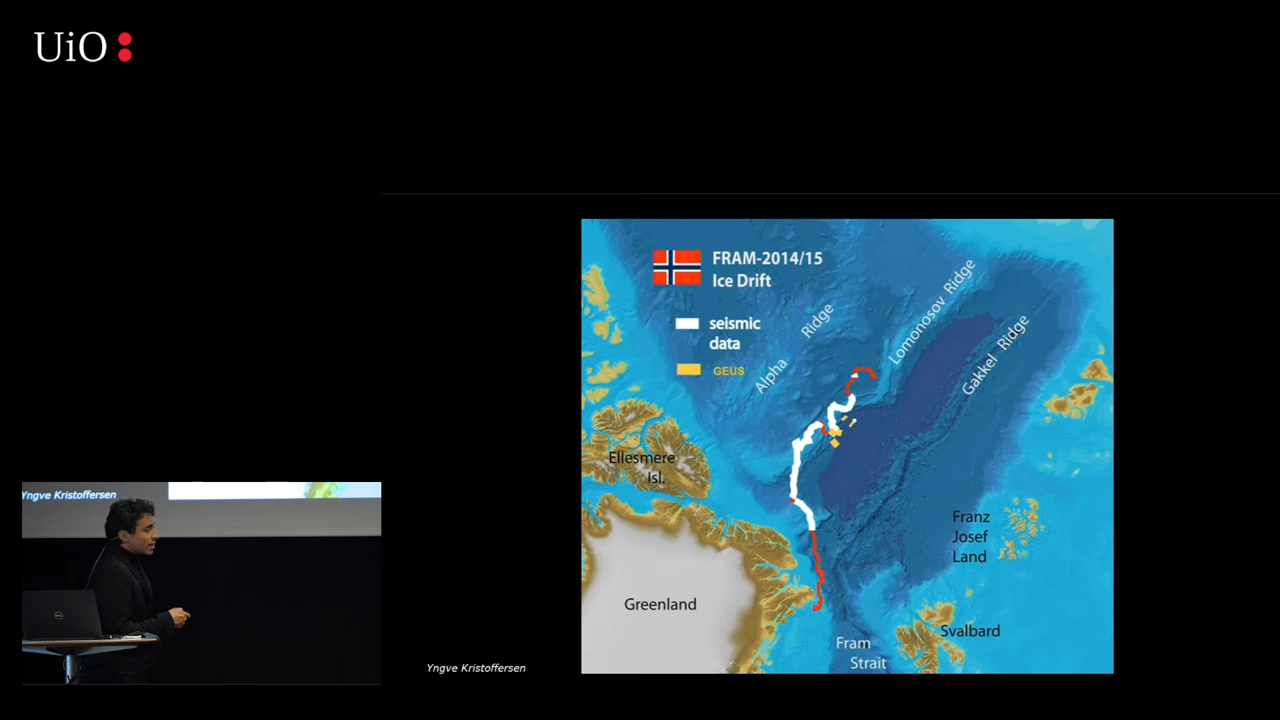 UiO
FRAM-2014/15
Ice Drift
seismic
data
GEUS
Alpha Ridge
Lomonosov Ridge
Gakkel Ridge
Ellesmere
Isl.
Greenland
Franz
Josef
Land
Svalbard
Fram
Strait
Yngve Kristoffersen
Yngve Kristoffersen
DELL